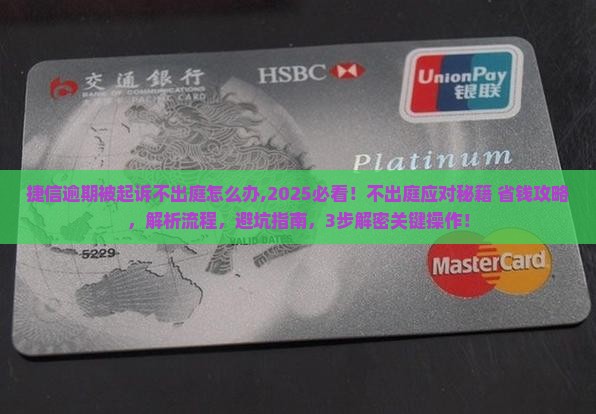 交通銀行
BANK OF COMMUNICATIONS
PACIFIC CARD
HSBC
UnionPay
银联
Platinum
捷信逾期被起诉不出庭怎么办,2025必看！不出庭应对秘籍 省钱攻略
，解析流程，避坑指南，3步解密关键操作！
5229
MasterCard